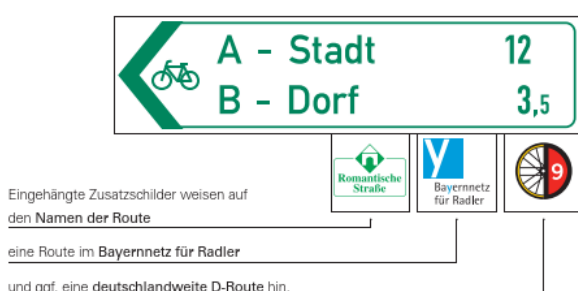 A - Stadt 12
B - Dorf 3,5
Romantische
Straße
y
Bayernnetz
für Radler
9
Eingehängte Zusatzschilder weisen auf
den Namen der Route
eine Route im Bayernnetz für Radler
und ggf. eine deutschlandweite D-Route hin.